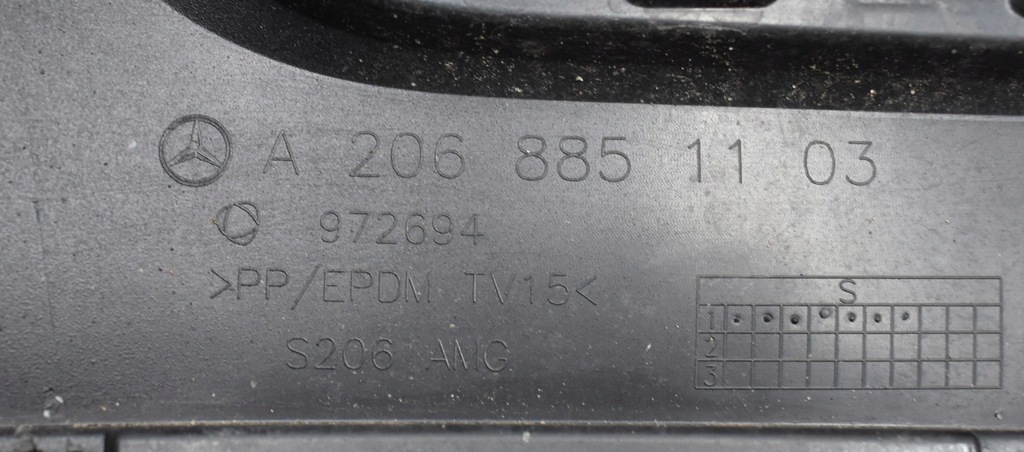 A 206 885 11 03
972694
>PP/EPDM TV15<
S206 AMG
S
1
2
3